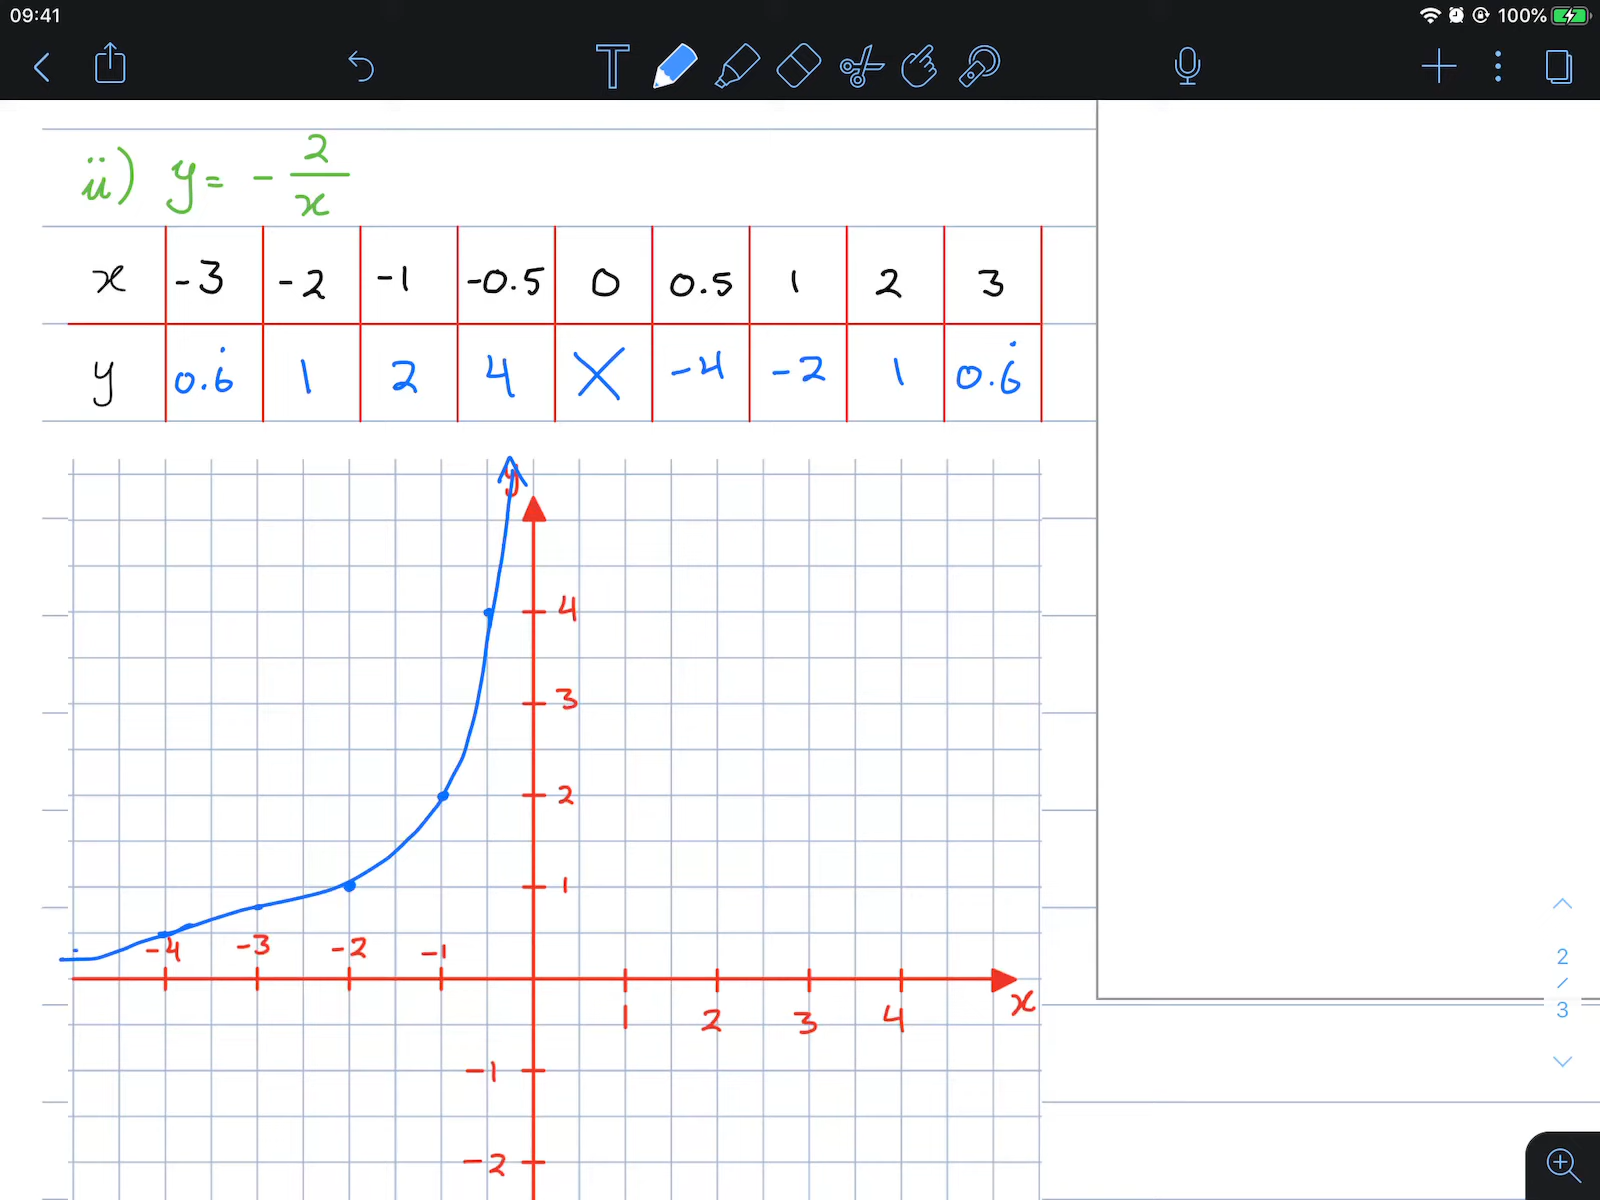 09:41 100%
ii) y = - 2/x
x -3 -2 -1 -0.5 0 0.5 1 2 3
y 0.6̇ 1 2 4 X -4 -2 1 0.6̇
y
4
3
2
1
-4 -3 -2 -1
x
1 2 3 4
-1
-2
2
/
3